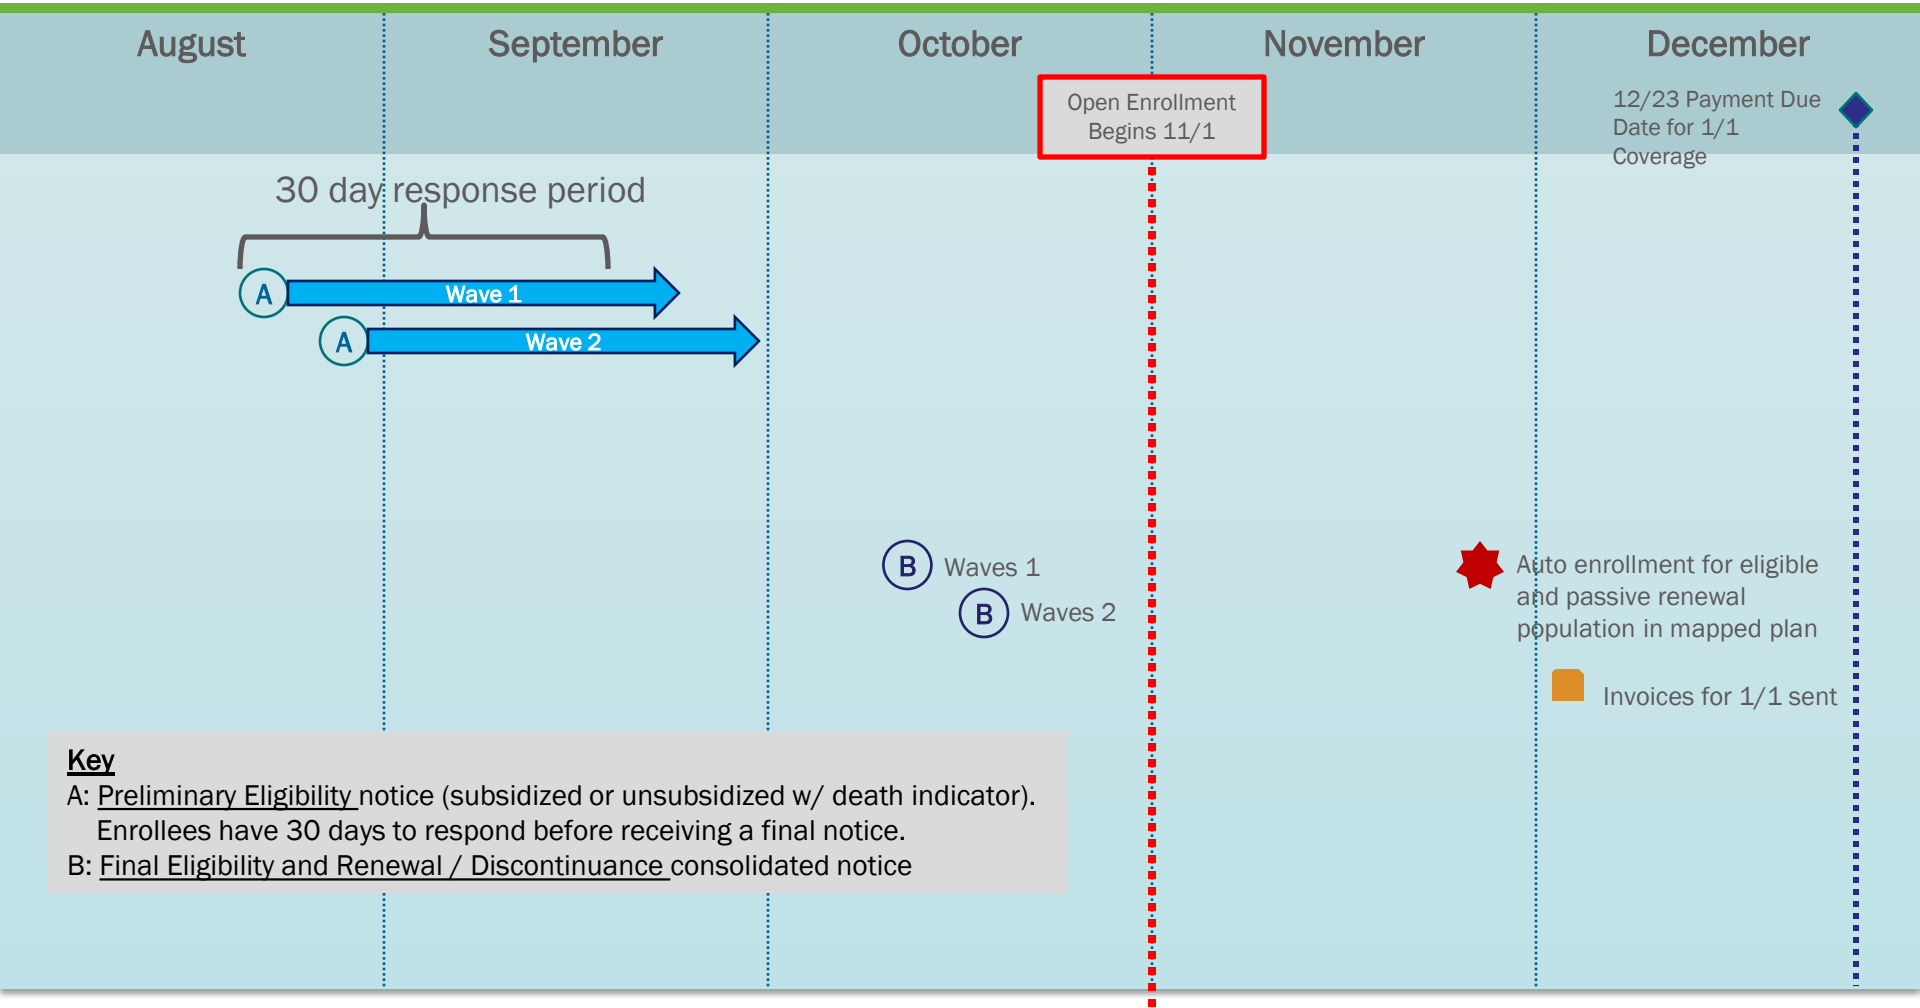 August
September
October
November
December
Open Enrollment
Begins 11/1
12/23 Payment Due
Date for 1/1
Coverage
30 day response period
A
Wave 1
A
Wave 2
B
Waves 1
B
Waves 2
Auto enrollment for eligible
and passive renewal
population in mapped plan
Invoices for 1/1 sent
Key
A: Preliminary Eligibility notice (subsidized or unsubsidized w/ death indicator).
Enrollees have 30 days to respond before receiving a final notice.
B: Final Eligibility and Renewal / Discontinuance consolidated notice